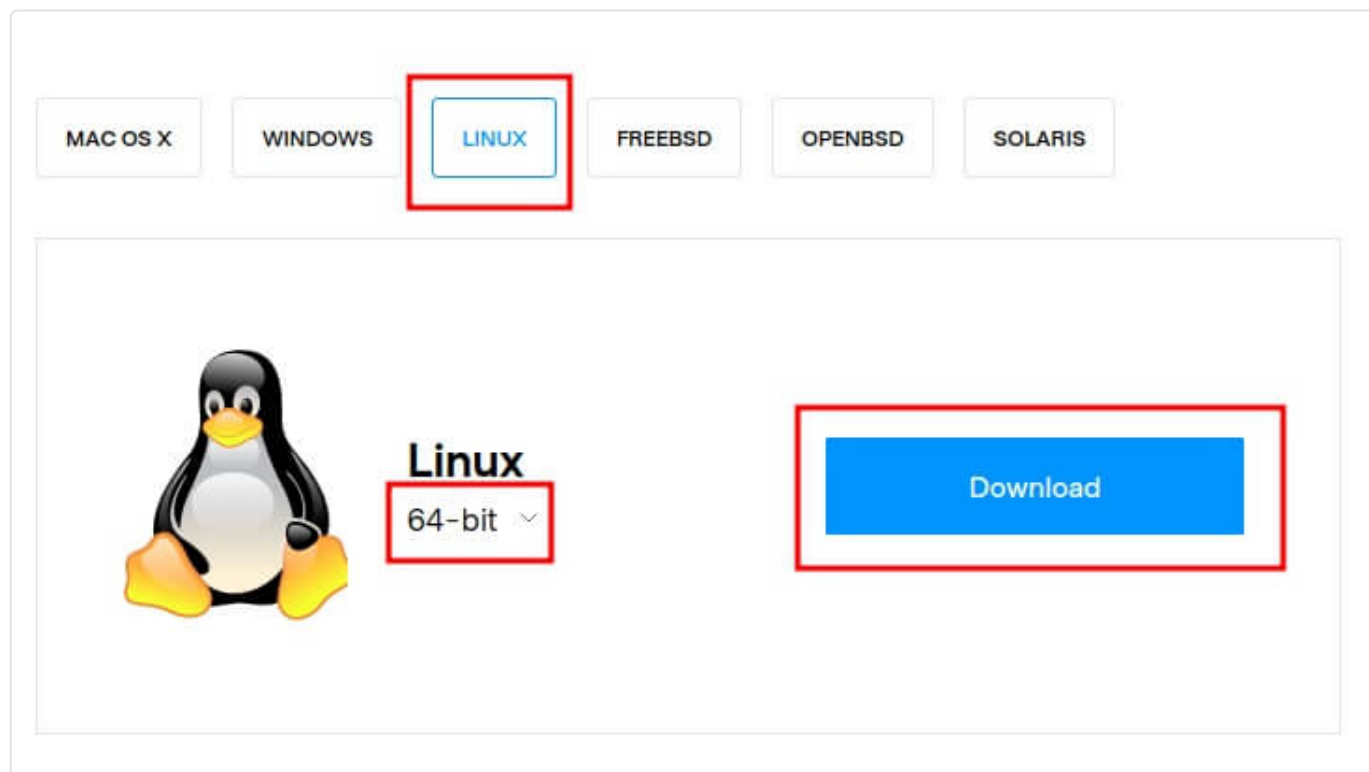 MAC OS X
WINDOWS
LINUX
FREEBSD
OPENBSD
SOLARIS
Linux
64-bit
Download